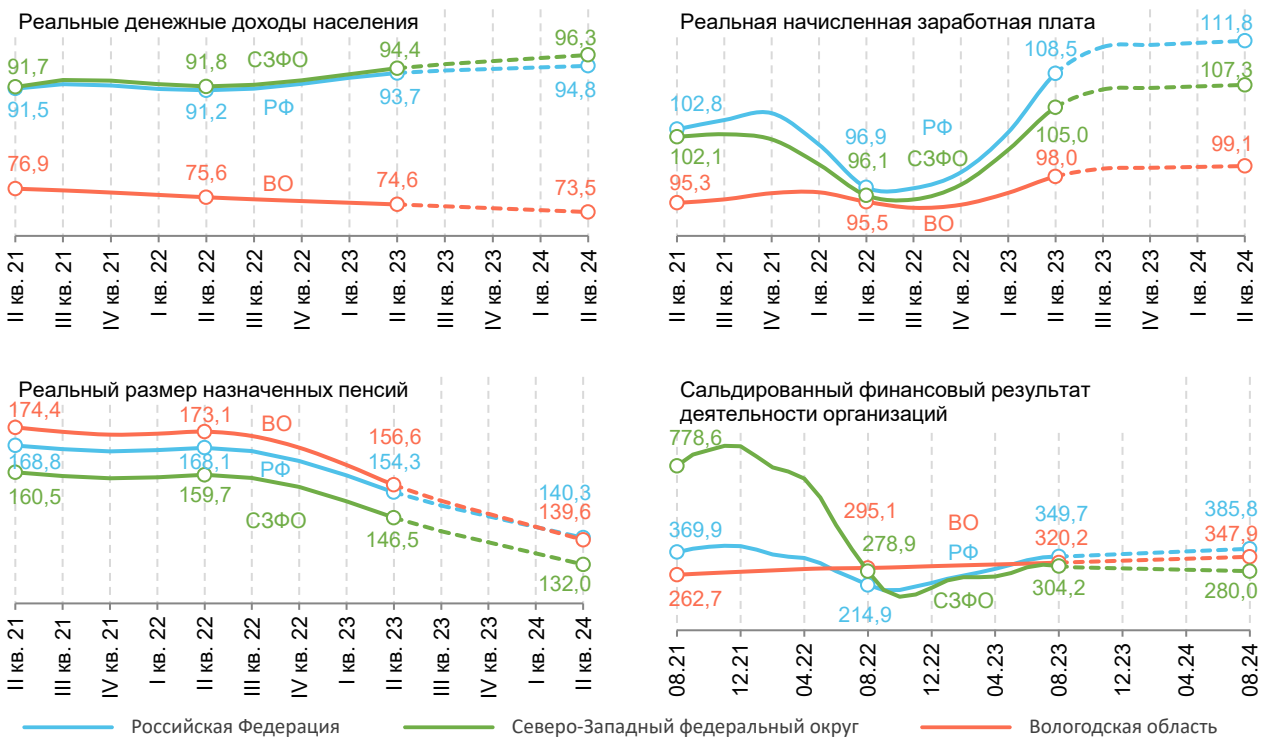 Реальные денежные доходы населения
91,7
91,5
91,8
СЗФО
91,2
РФ
94,4
93,7
96,3
94,8
76,9
75,6
ВО
74,6
73,5
II кв. 21
III кв. 21
IV кв. 21
I кв. 22
II кв. 22
III кв. 22
IV кв. 22
I кв. 23
II кв. 23
III кв. 23
IV кв. 23
I кв. 24
II кв. 24
Реальная начисленная заработная плата
102,8
102,1
95,3
96,9
96,1
95,5
РФ
СЗФО
ВО
108,5
105,0
98,0
111,8
107,3
99,1
II кв. 21
III кв. 21
IV кв. 21
I кв. 22
II кв. 22
III кв. 22
IV кв. 22
I кв. 23
II кв. 23
III кв. 23
IV кв. 23
I кв. 24
II кв. 24
Реальный размер назначенных пенсий
174,4
168,8
160,5
173,1
ВО
168,1
РФ
159,7
СЗФО
156,6
154,3
146,5
140,3
139,6
132,0
II кв. 21
III кв. 21
IV кв. 21
I кв. 22
II кв. 22
III кв. 22
IV кв. 22
I кв. 23
II кв. 23
III кв. 23
IV кв. 23
I кв. 24
II кв. 24
Сальдированный финансовый результат
деятельности организаций
778,6
369,9
262,7
295,1
278,9
214,9
ВО
РФ
СЗФО
349,7
320,2
304,2
385,8
347,9
280,0
08.21
12.21
04.22
08.22
12.22
04.23
08.23
12.23
04.24
08.24
Российская Федерация
Северо-Западный федеральный округ
Вологодская область